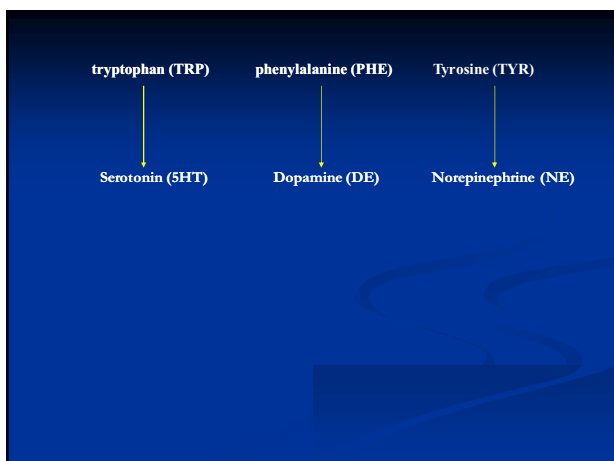 tryptophan (TRP) phenylalanine (PHE) Tyrosine (TYR)
Serotonin (5HT) Dopamine (DE) Norepinephrine (NE)